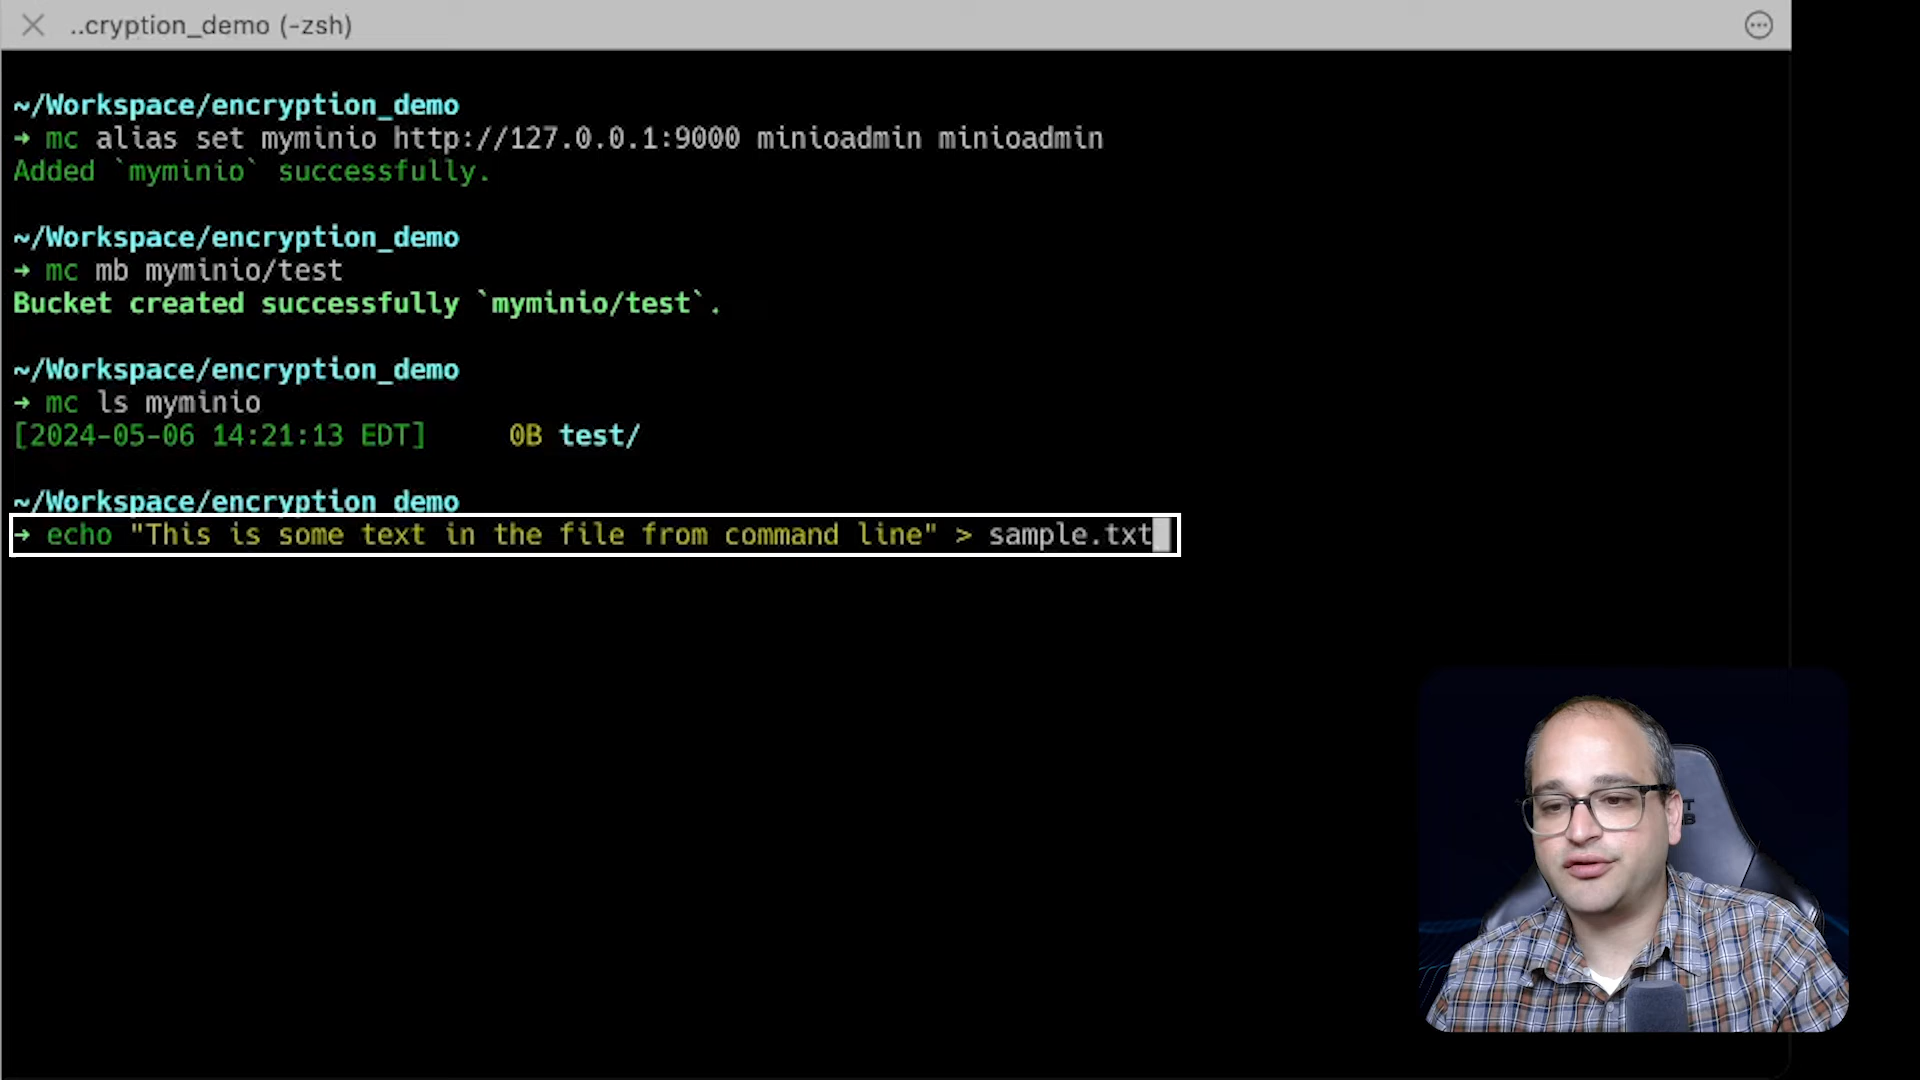 ..cryption_demo (-zsh)
~/Workspace/encryption_demo
→ mc alias set myminio http://127.0.0.1:9000 minioadmin minioadmin
Added `myminio` successfully.
~/Workspace/encryption_demo
→ mc mb myminio/test
Bucket created successfully `myminio/test`.
~/Workspace/encryption_demo
→ mc ls myminio
[2024-05-06 14:21:13 EDT]     0B test/
~/Workspace/encryption_demo
→ echo "This is some text in the file from command line" > sample.txt